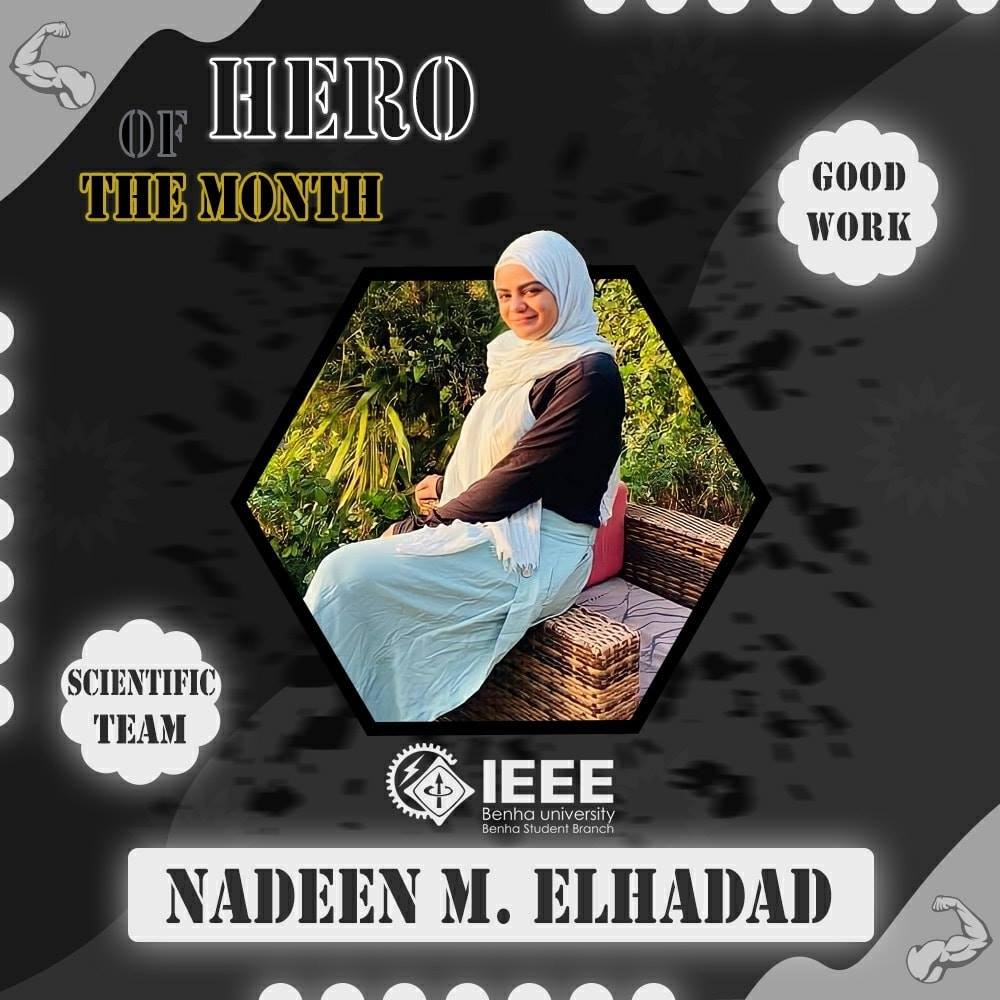 HERO
OF
THE MONTH
GOOD
WORK
SCIENTIFIC
TEAM
IEEE
Benha university
Benha Student Branch
NADEEN M. ELHADAD